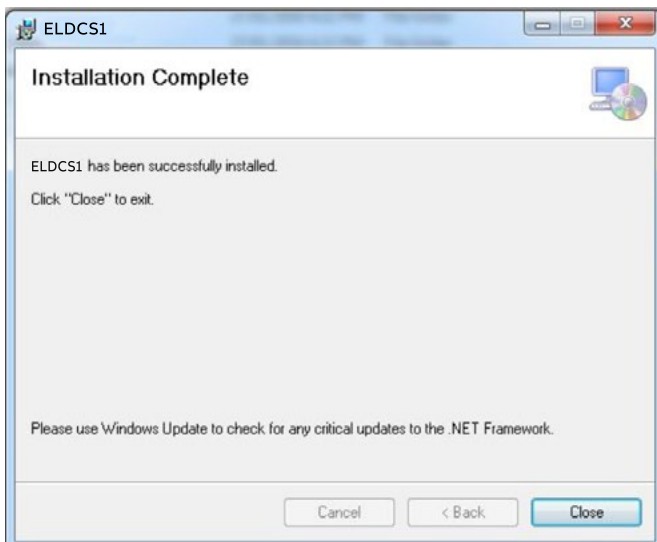 ELDCS1
Installation Complete
ELDCS1 has been successfully installed.
Click "Close" to exit.
Please use Windows Update to check for any critical updates to the .NET Framework.
Cancel
< Back
Close